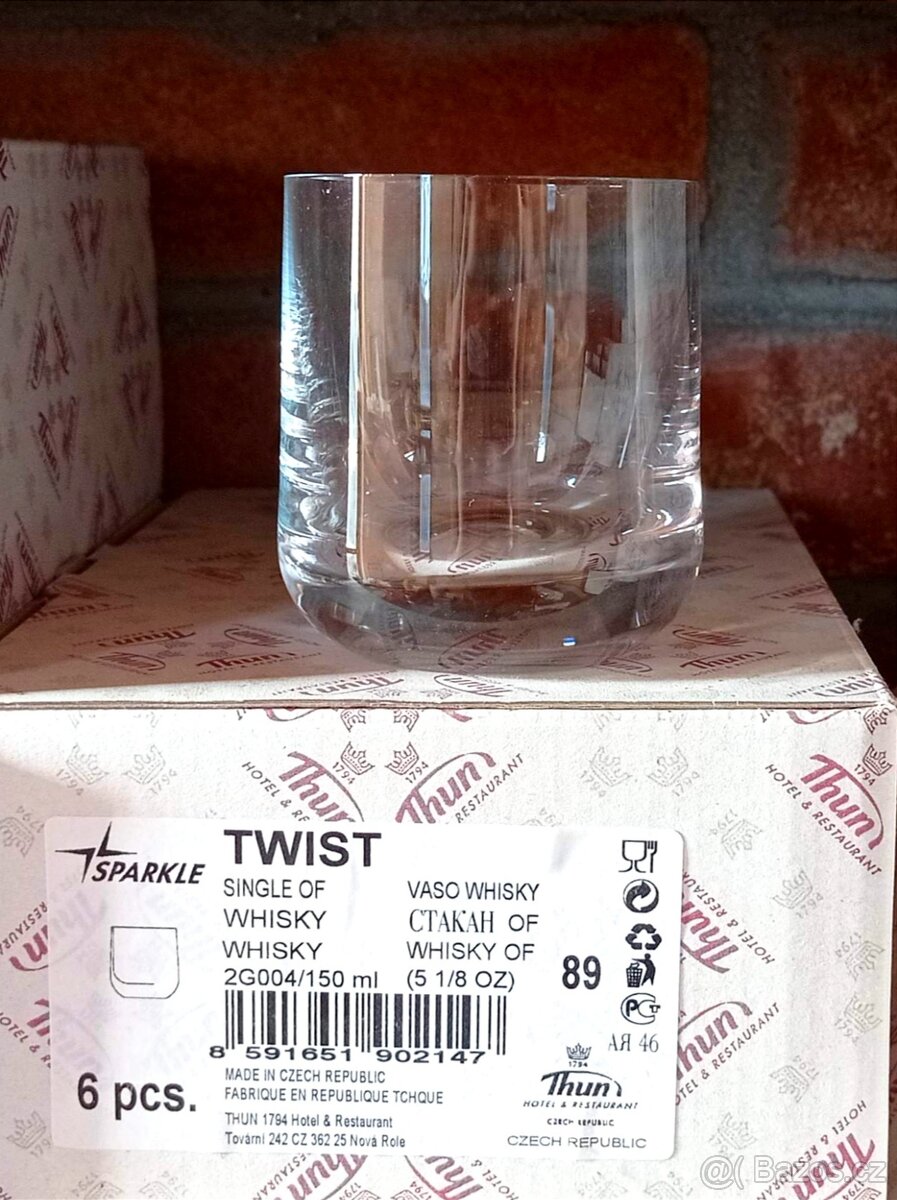 Thun
1794
HOTEL & RESTAURANT
Thun
1794
HOTEL & RESTAURANT
SPARKLE
TWIST
SINGLE OF
VASO WHISKY
WHISKY
СТАКАН OF
WHISKY
WHISKY OF
2G004/150 ml
(5 1/8 OZ)
89
8 591651 902147
АЯ 46
6 pcs.
MADE IN CZECH REPUBLIC
FABRIQUE EN REPUBLIQUE TCHQUE
THUN 1794 Hotel & Restaurant
Tovární 242 CZ 362 25 Nová Role
1794
Thun
HOTEL & RESTAURANT
CZECH REPUBLIC
CZECH REPUBLIC
@( Bazos.cz